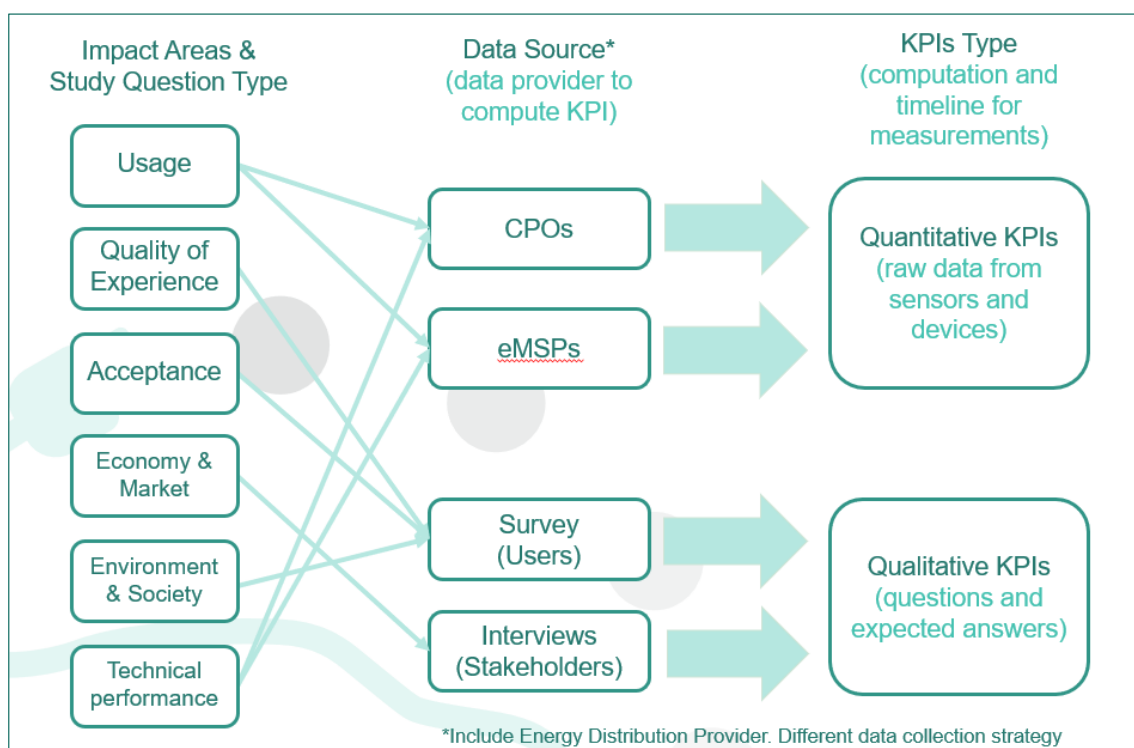 Impact Areas &
Study Question Type
Usage
Quality of
Experience
Acceptance
Economy &
Market
Environment
& Society
Technical
performance
Data Source*
(data provider to
compute KPI)
CPOs
eMSPs
Survey
(Users)
Interviews
(Stakeholders)
KPIs Type
(computation and
timeline for
measurements)
Quantitative KPIs
(raw data from
sensors and
devices)
Qualitative KPIs
(questions and
expected answers)
*Include Energy Distribution Provider. Different data collection strategy